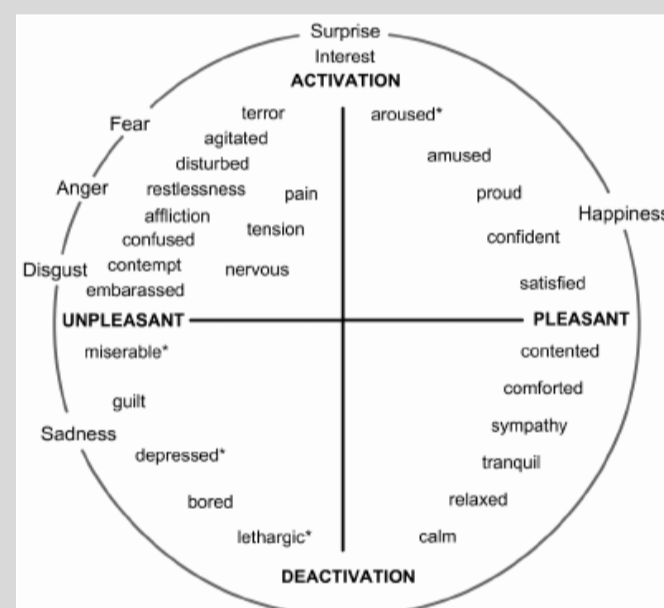 Surprise
Interest
ACTIVATION
terror
aroused*
Fear
agitated
amused
disturbed
Anger
restlessness
pain
proud
affliction
Happiness
tension
confused
confident
Disgust
contempt
nervous
satisfied
embarassed
UNPLEASANT
PLEASANT
miserable*
contented
comforted
guilt
sympathy
Sadness
depressed*
tranquil
bored
relaxed
lethargic*
calm
DEACTIVATION